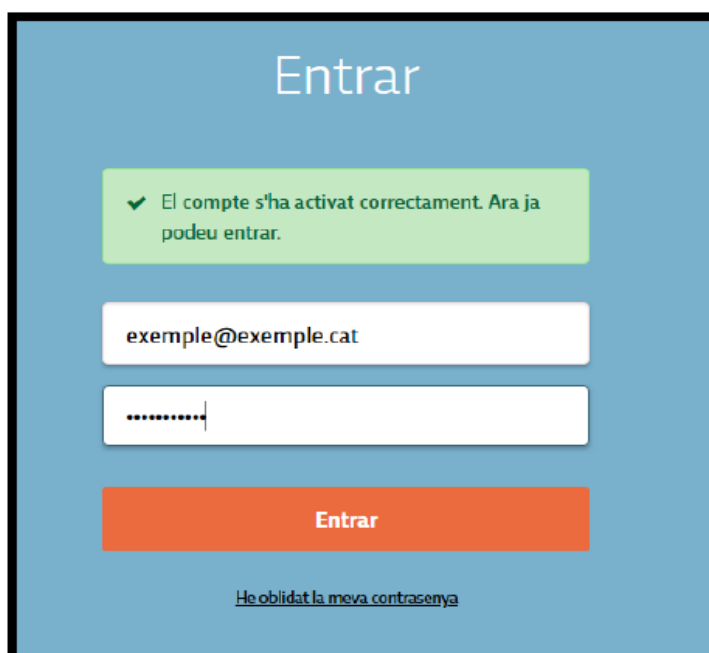 Entrar
El compte s'ha activat correctament. Ara ja
podeu entrar.
exemple@exemple.cat
•••••••••••
Entrar
He oblidat la meva contrasenya